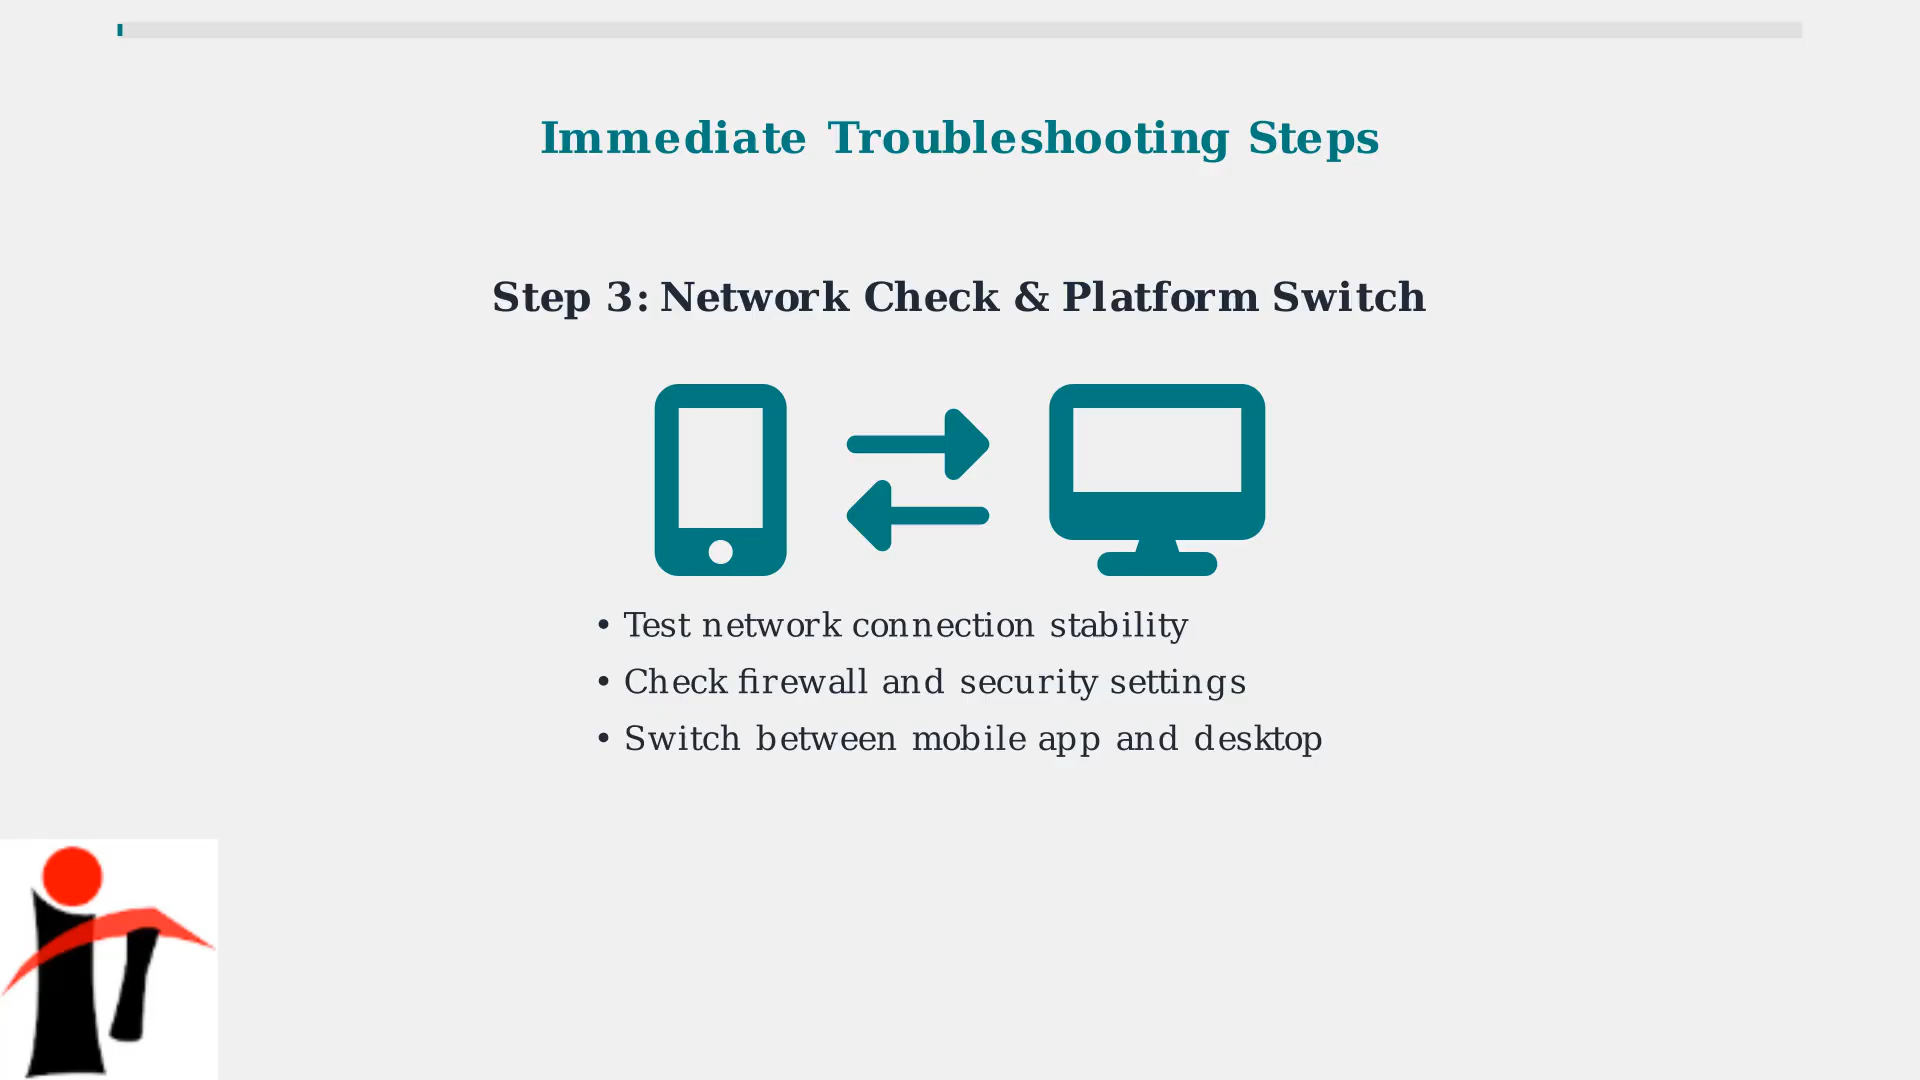 Immediate Troubleshooting Steps
Step 3: Network Check & Platform Switch
• Test network connection stability
• Check firewall and security settings
• Switch between mobile app and desktop